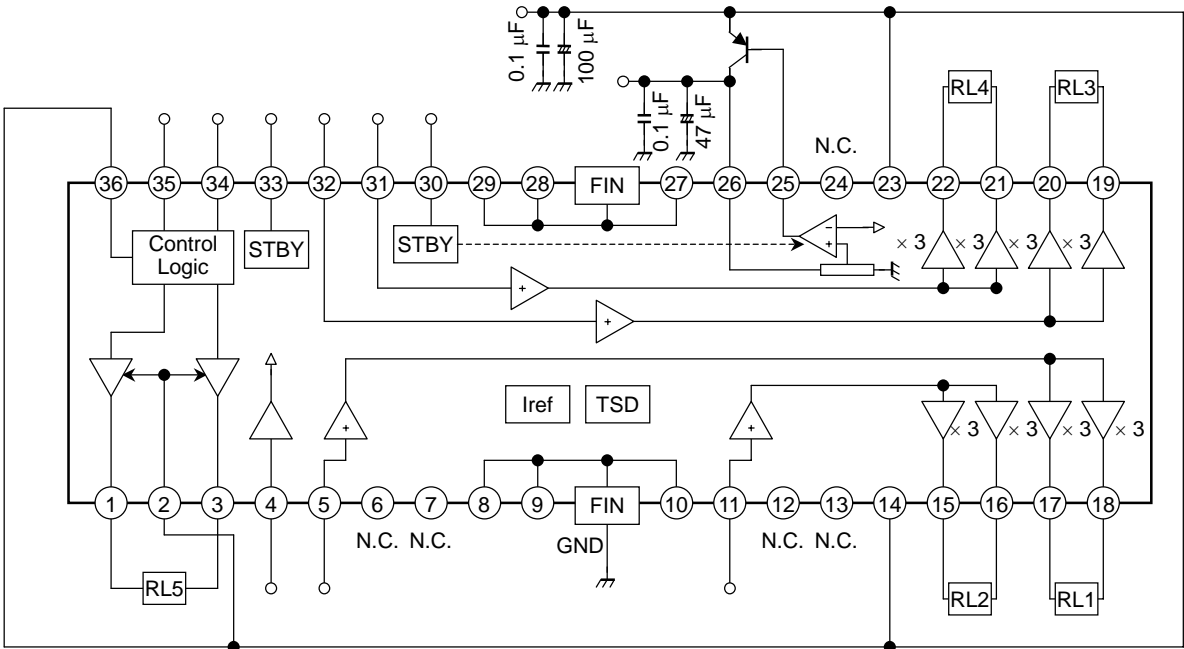 0.1 μF
100 μF
0.1 μF
47 μF
RL4
RL3
N.C.
36 35 34 33 32 31 30 29 28 FIN 27 26 25 24 23 22 21 20 19
Control
Logic
STBY
STBY
−
+
× 3 × 3 × 3 × 3
+
+
Iref
TSD
+
+
× 3 × 3 × 3 × 3
1 2 3 4 5 6 7 8 9 FIN 10 11 12 13 14 15 16 17 18
N.C. N.C.
GND
N.C. N.C.
RL5
RL2
RL1